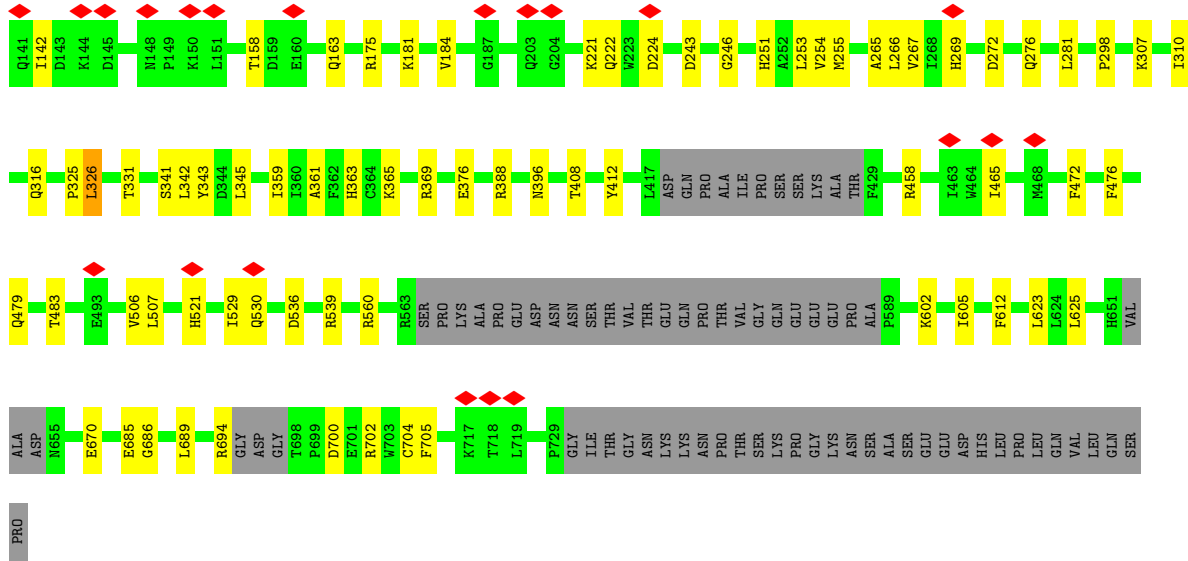 Q141 I142 D143 K144 D145 N148 P149 K150 L151 T158 D159 E160 Q163 R175 K181 V184 G187 Q203 G204 K221 Q222 W223 D224 D243 G246 H251 A252 L253 V254 M255 A265 L266 V267 I268 H269 D272 Q276 L281 P298 K307 I310
Q316 P325 L326 T331 S341 L342 Y343 D344 L345 I359 I360 A361 F362 H363 C364 K365 R369 E376 R388 N396 T408 Y412 L417 ASP GLN PRO ALA ILE PRO SER SER LYS ALA THR F429 R458 I463 W464 I465 M468 F472 F476
Q479 T483 E493 V506 L507 H521 I529 Q530 D536 R539 R560 R563 SER PRO LYS ALA PRO GLU ASP ASN ASN SER THR VAL THR GLU GLN PRO THR VAL GLY GLN GLU GLU GLU PRO ALA P589 K602 I605 F612 L623 L624 L625 H651 VAL
ALA ASP N655 E670 E685 G686 L689 R694 GLY ASP GLY T698 P699 D700 E701 R702 W703 C704 F705 K717 T718 L719 P729 GLY ILE THR GLY ASN LYS LYS ASN PRO THR SER LYS PRO GLY LYS ASN SER ALA SER GLU GLU ASP HIS LEU PRO LEU GLN VAL LEU GLN SER
PRO